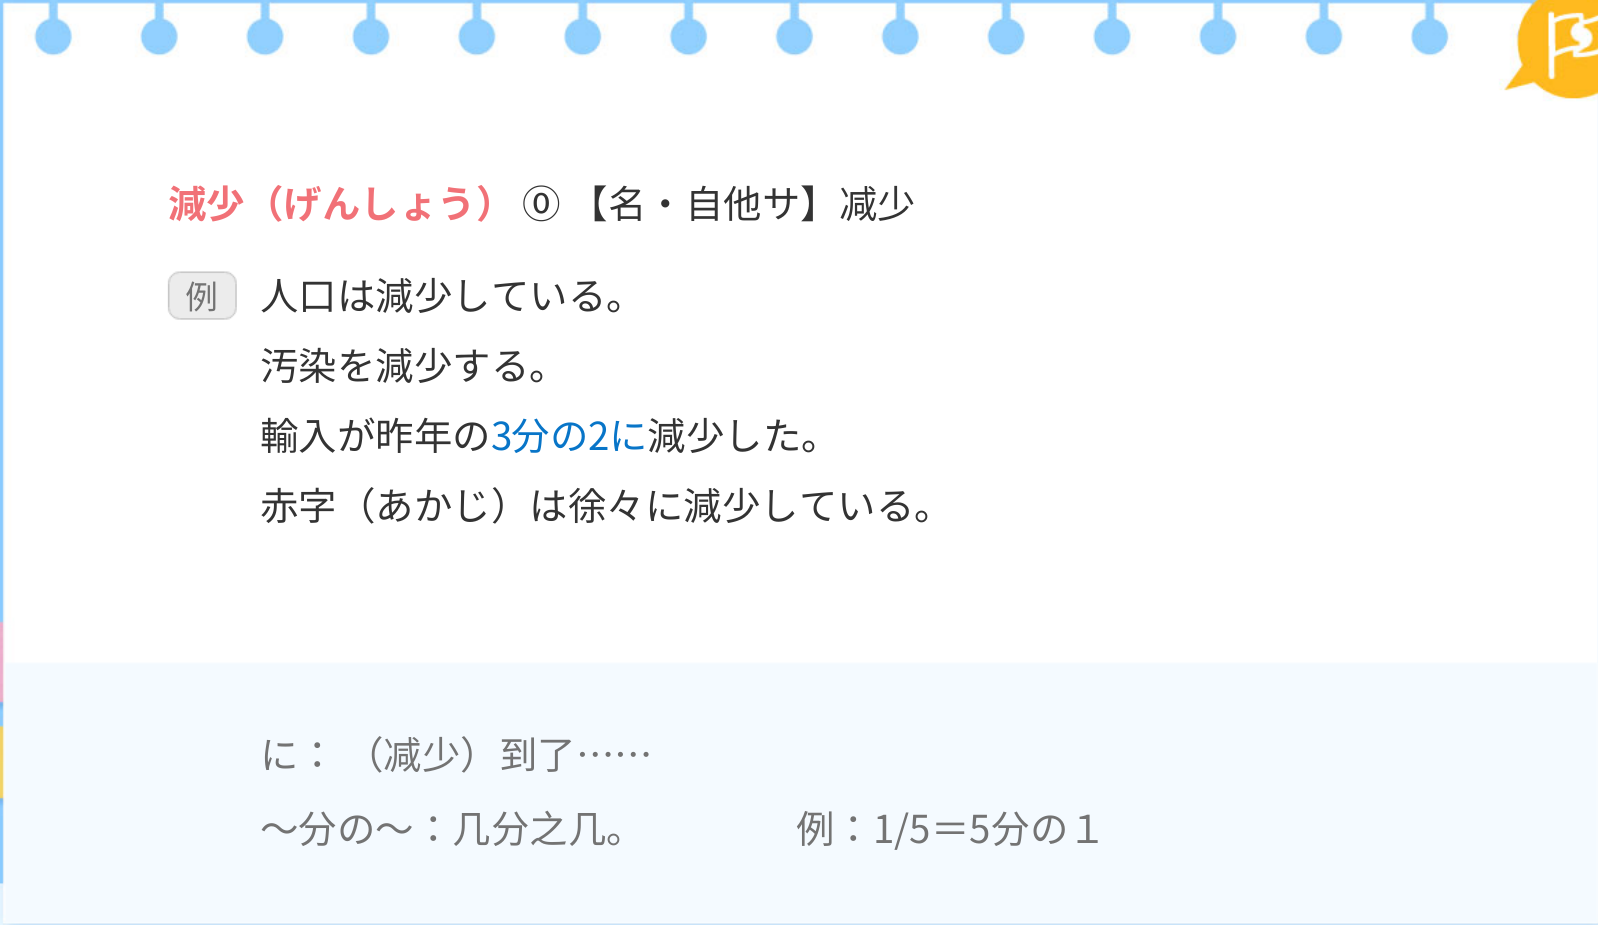 減少（げんしょう）⓪【名・自他サ】减少
例 人口は減少している。
汚染を減少する。
輸入が昨年の3分の2に減少した。
赤字（あかじ）は徐々に減少している。
に：（减少）到了……
～分の～：几分之几。 例：1/5＝5分の１